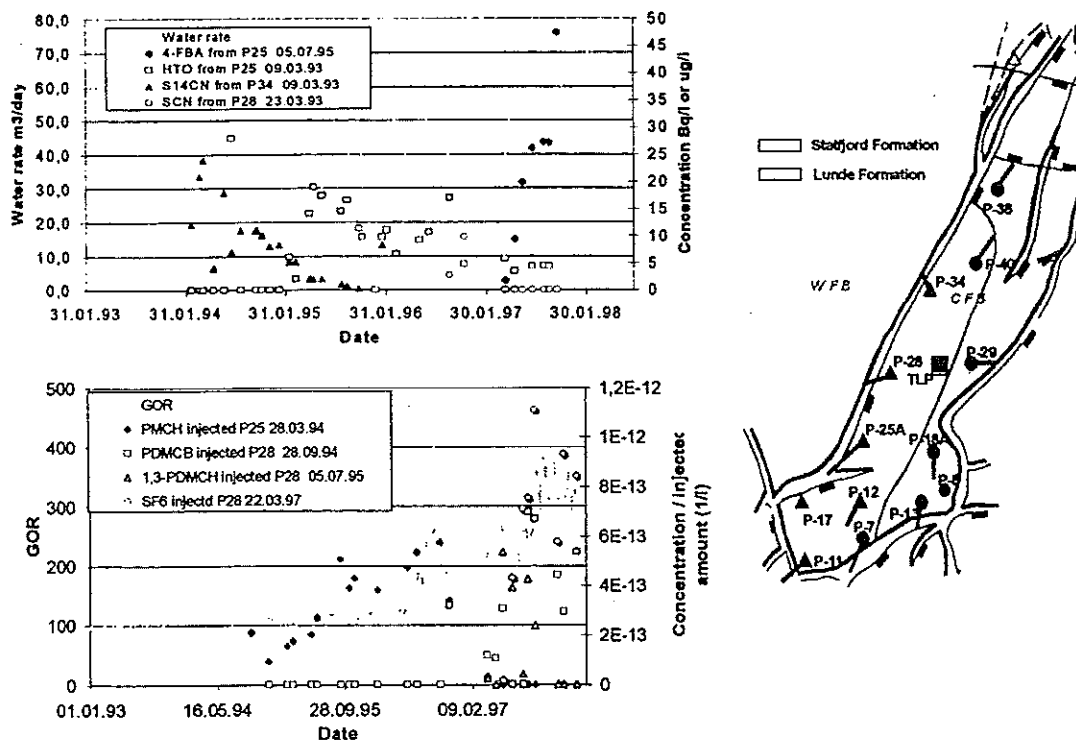 80,0
70,0
60,0
50,0
40,0
30,0
20,0
10,0
0,0
Water rate m3/day
Water rate
4-FBA from P25 05.07.95
HTO from P25 09.03.93
S14CN from P34 09.03.93
SCN from P28 23.03.93
50
45
40
35
30
25
20
15
10
5
0
Concentration Bq/l or ug/l
31.01.93 31.01.94 31.01.95 31.01.96 30.01.97 30.01.98
Date
500
400
300
200
100
0
GOR
GOR
PMCH injected P25 28.03.94
PDMCB injected P28 28.09.94
1,3-PDMCH injected P28 05.07.95
SF6 injectd P28 22.03.97
1,2E-12
1E-12
8E-13
6E-13
4E-13
2E-13
0
Concentration / injected
amount (1/l)
01.01.93 16.05.94 28.09.95 09.02.97
Date
Statfjord Formation
Lunde Formation
P-38
P-40
WFB
P-34
CFB
P-28
TLP
P-29
P-25A
P-18A
P-17
P-12
P-13
P-7
P-11